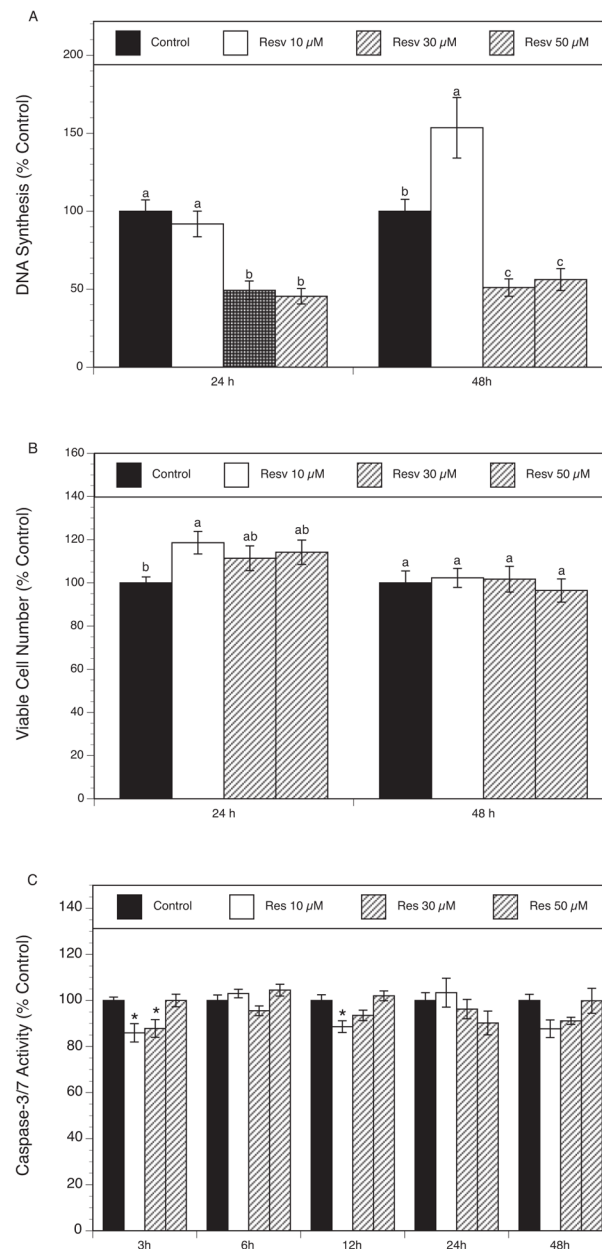 A
Control Resv 10 µM Resv 30 µM Resv 50 µM
DNA Synthesis (% Control)
200
150
100
50
0
a a b b
b a c c
24 h 48h
B
Control Resv 10 µM Resv 30 µM Resv 50 µM
Viable Cell Number (% Control)
160
140
120
100
80
60
40
20
0
b a ab ab
a a a a
24 h 48 h
C
Control Res 10 µM Res 30 µM Res 50 µM
Caspase-3/7 Activity (% Control)
140
120
100
80
60
40
20
0
* * *
3h 6h 12h 24h 48h